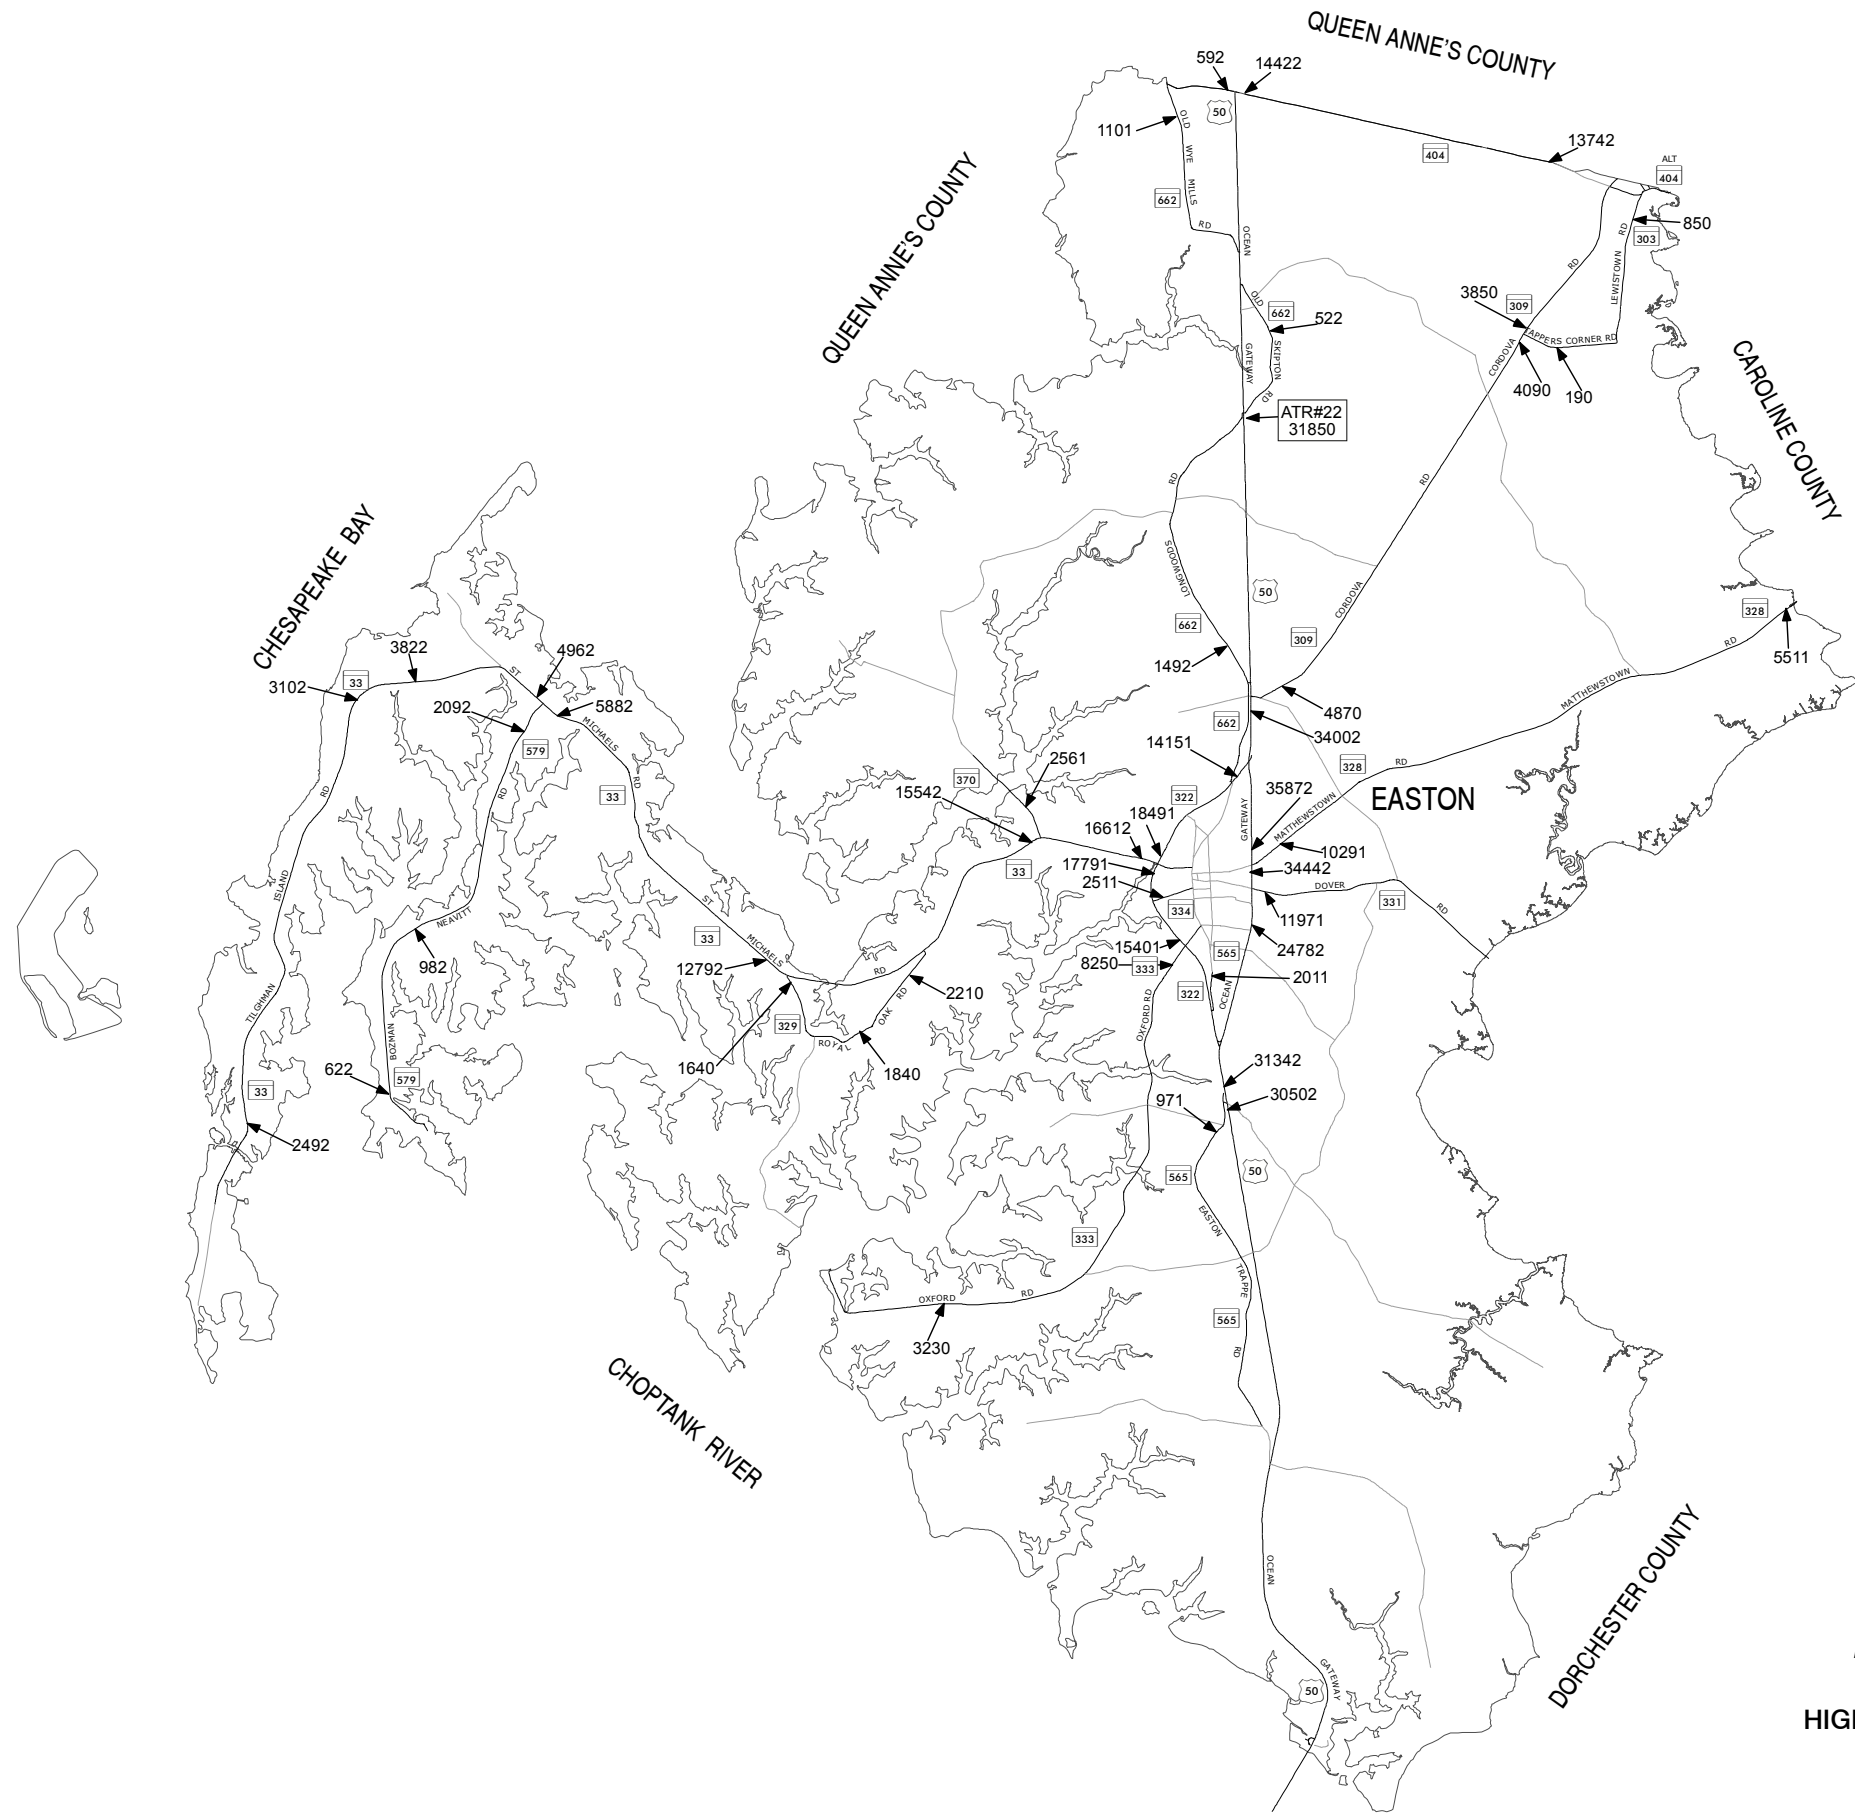 QUEEN ANNE'S COUNTY
592
14422
50
1101
OLD
WYE
MILLS
RD
662
404
13742
ALT
404
850
303
RD
LEWISTOWN
RD
OCEAN
QUEEN ANNE'S COUNTY
OLD
662
522
SKIPTON
RD
GATEWAY
3850
309
APPERS CORNER RD
CORDOVA
4090
190
CAROLINE COUNTY
ATR#22
31850
RD
RD
LONGWOODS
50
CORDOVA
309
662
1492
328
5511
RD
MATTHEWSTOWN
CHESAPEAKE BAY
3822
4962
ST
3102
33
2092
5882
MICHAELS
579
RD
33
RD
RD
4870
34002
662
14151
2561
370
15542
322
328
RD
35872
GATEWAY
MATTHEWSTOWN
EASTON
18491
16612
17791
10291
34442
33
2511
334
DOVER
331
RD
11971
ISLAND
NEAVITT
982
ST
33
MICHAELS
12792
RD
15401
8250
333
565
24782
2011
322
OCEAN
2210
RD
OAK
TILGHMAN
BOZMAN
329
ROYAL
1640
1840
OXFORD RD
622
579
33
2492
31342
30502
971
565
50
EASTON
333
TRAPPE
OXFORD
RD
3230
565
RD
CHOPTANK RIVER
OCEAN
DORCHESTER COUNTY
GATEWAY
50